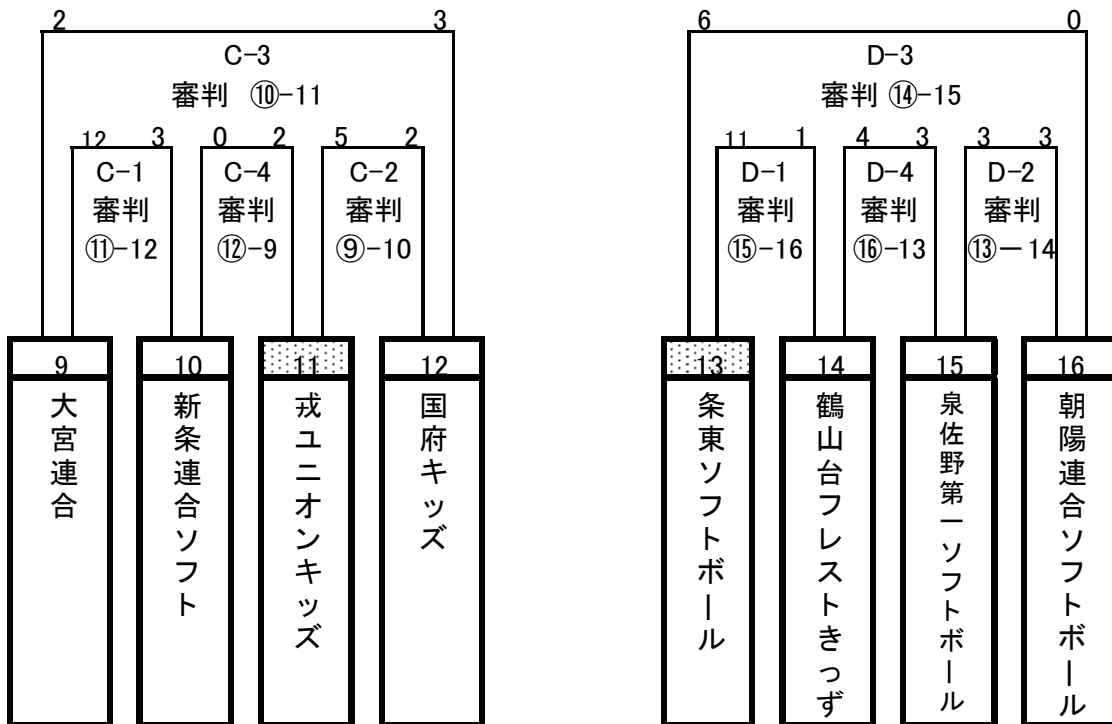 2 3
C-3
審判 ⑩-11
12 3 0 2 5 2
C-1 C-4 C-2
審判 審判 審判
⑪-12 ⑫-9 ⑨-10
9 10 11 12
大宮連合
新条連合ソフト
戎ユニオンキッズ
国府キッズ
6 0
D-3
審判 ⑭-15
11 1 4 3 3 3
D-1 D-4 D-2
審判 審判 審判
⑮-16 ⑯-13 ⑬ー14
13 14 15 16
条東ソフトボール
鶴山台フレストきっず
泉佐野第一ソフトボール
朝陽連合ソフトボール